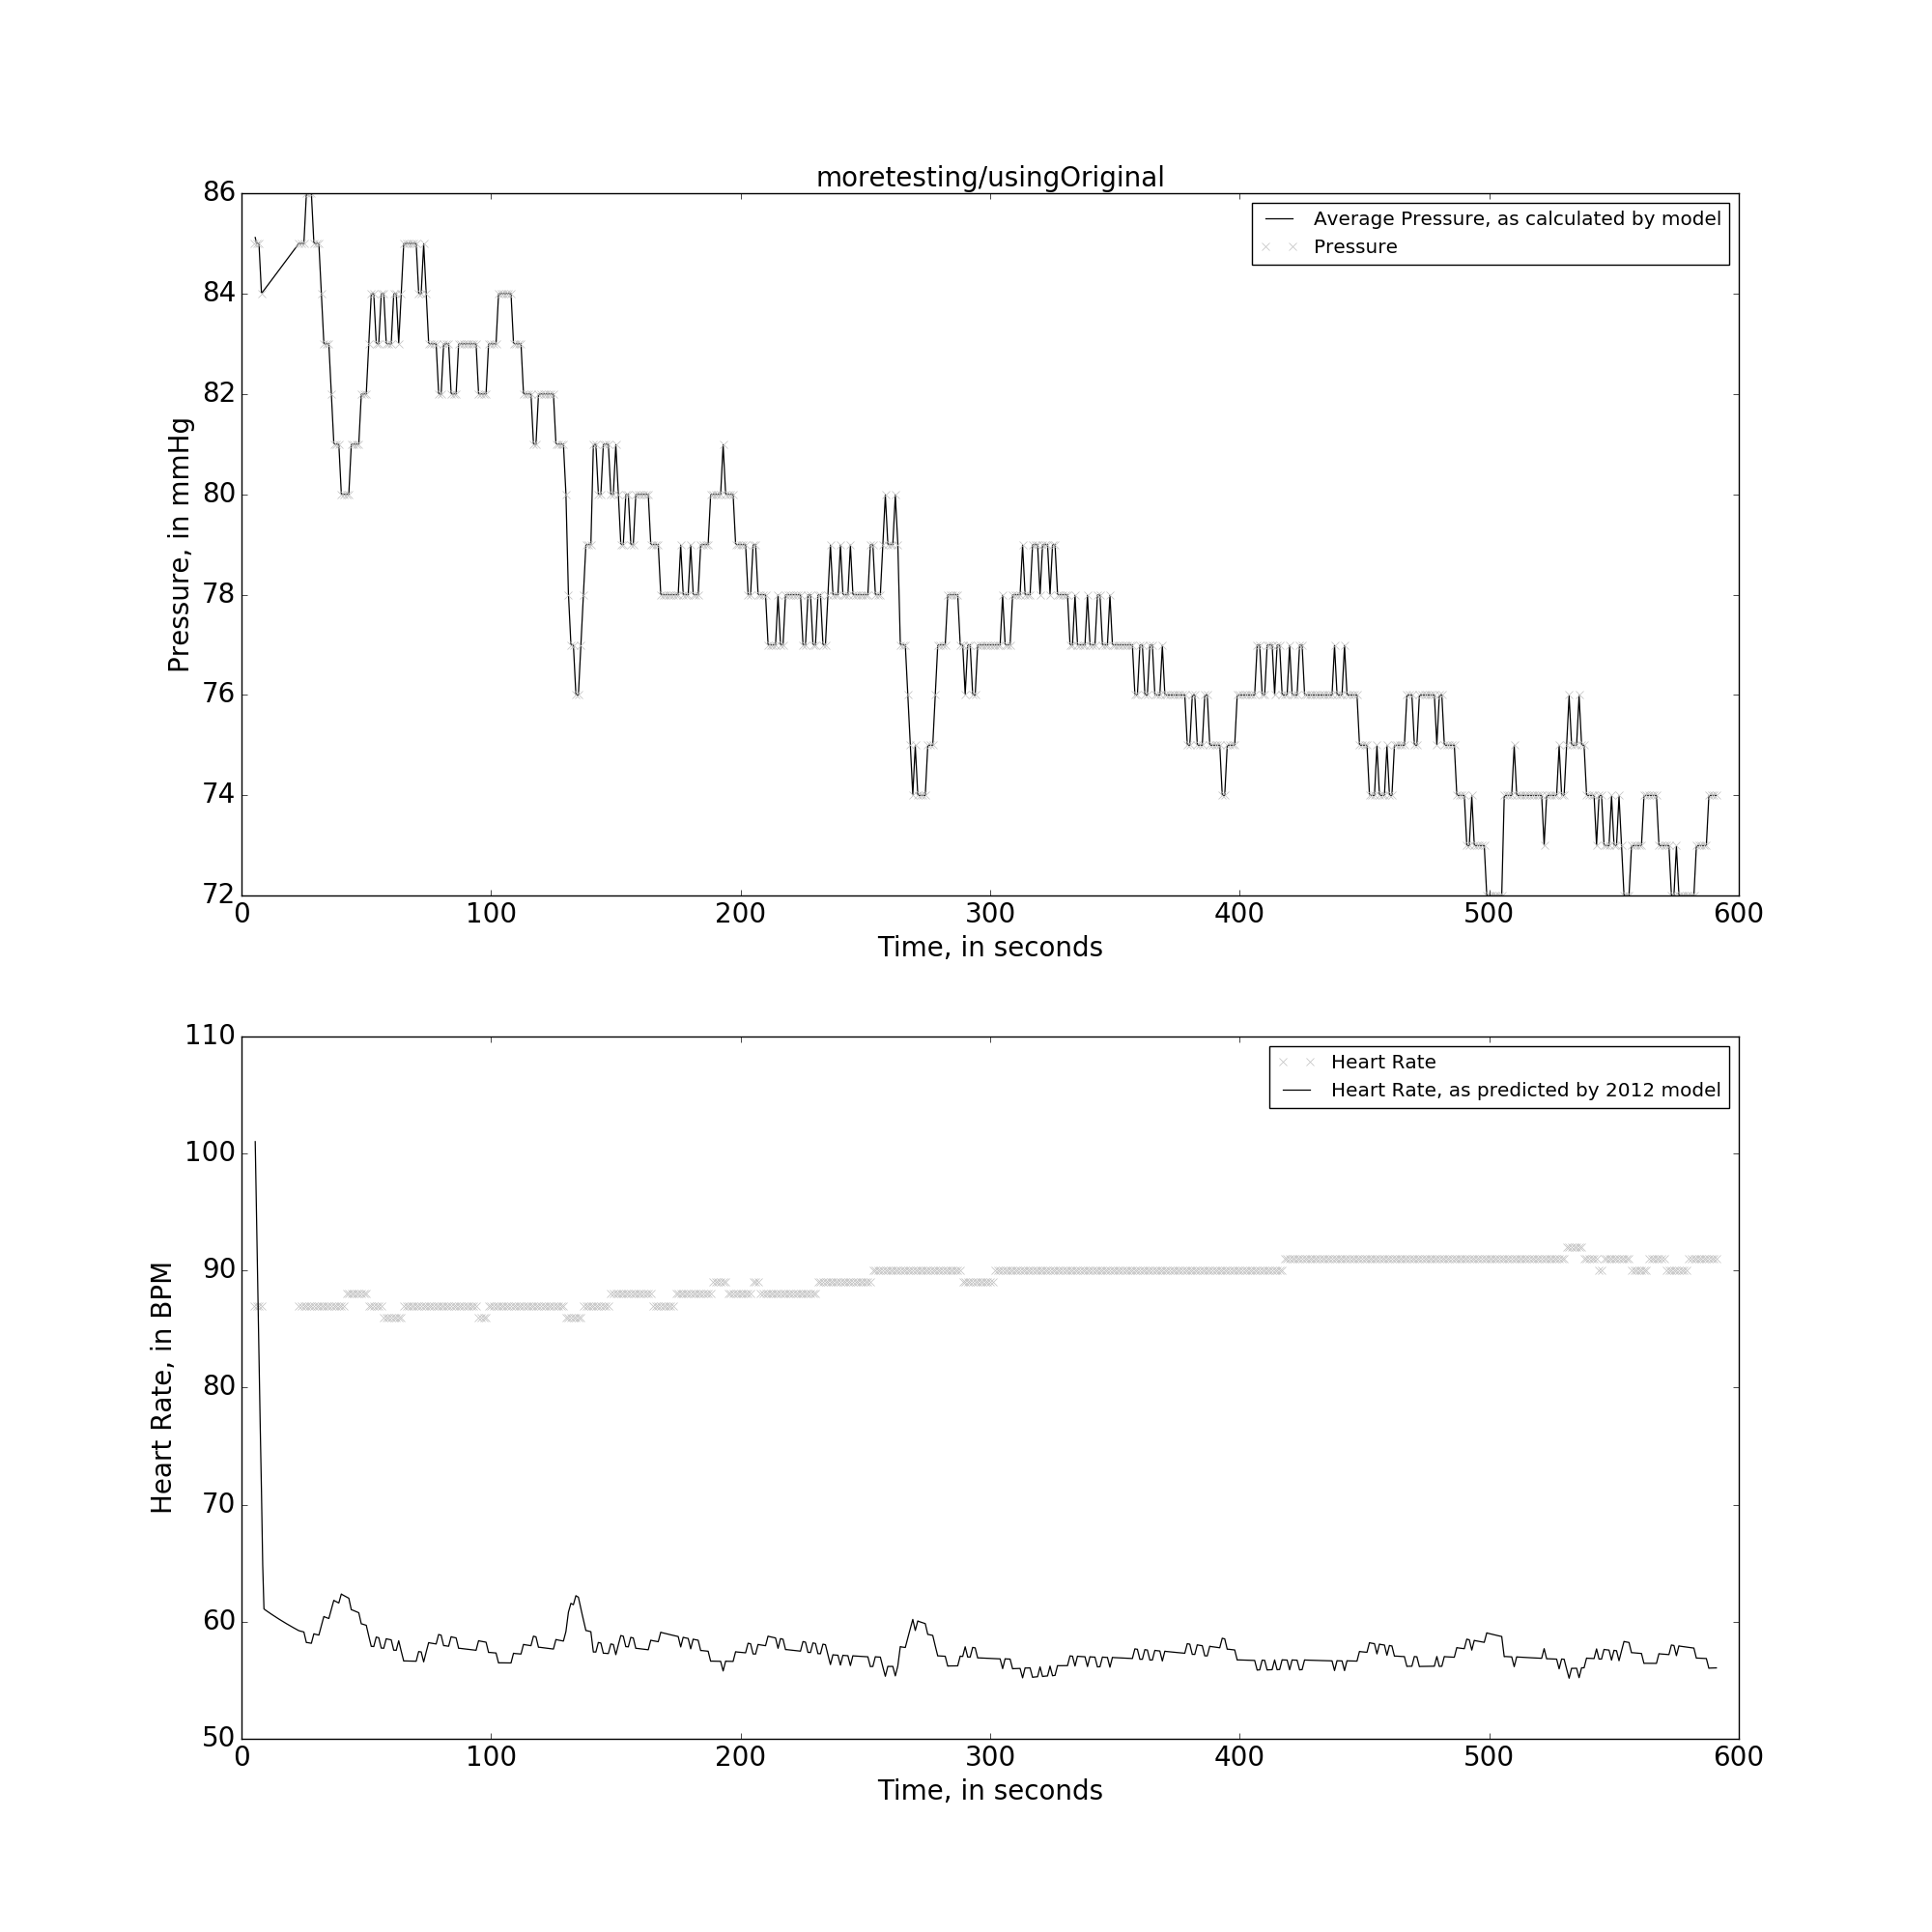 moretesting/usingOriginal
86
84
82
80
78
76
74
72
Pressure, in mmHg
Average Pressure, as calculated by model
Pressure
0 100 200 300 400 500 600
Time, in seconds
110
100
90
80
70
60
50
Heart Rate, in BPM
Heart Rate
Heart Rate, as predicted by 2012 model
0 100 200 300 400 500 600
Time, in seconds